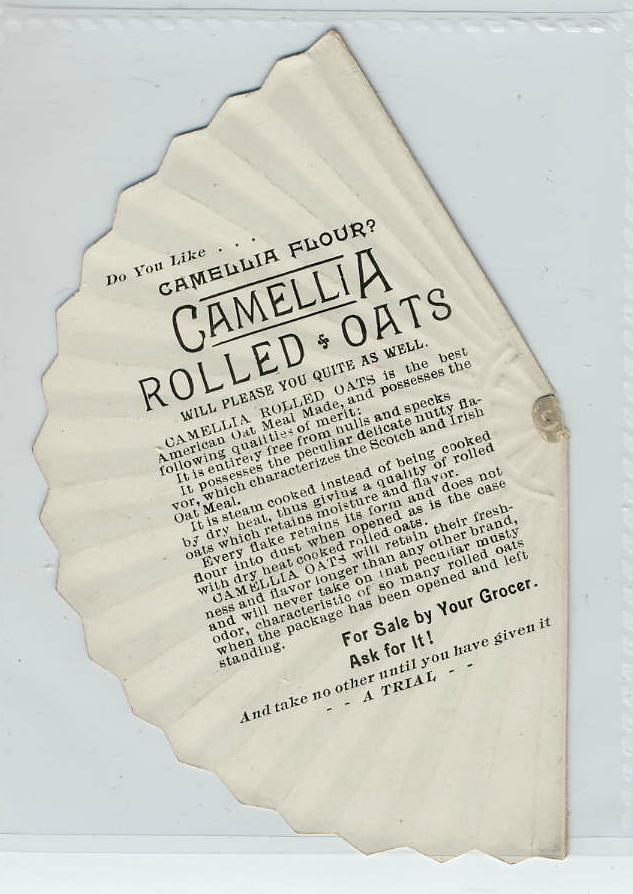 Do You Like . . .
CAMELLIA FLOUR?
CAMELLIA
ROLLED & OATS
WILL PLEASE YOU QUITE AS WELL.
CAMELLIA ROLLED OATS is the best
American Oat Meal Made, and possesses the
following qualities of merit:
It is entirely free from hulls and specks
It possesses the peculiar delicate nutty fla-
vor, which characterizes the Scotch and Irish
Oat Meal.
It is steam cooked instead of being cooked
by dry heat, thus giving a quality of rolled
oats which retains moisture and flavor.
Every flake retains its form and does not
flour into dust when opened as is the case
with dry heat cooked rolled oats.
CAMELLIA OATS will retain their fresh-
ness and flavor longer than any other brand,
and will never take on that peculiar musty
odor, characteristic of so many rolled oats
when the package has been opened and left
standing.
For Sale by Your Grocer.
Ask for It!
And take no other until you have given it
- - A TRIAL - -